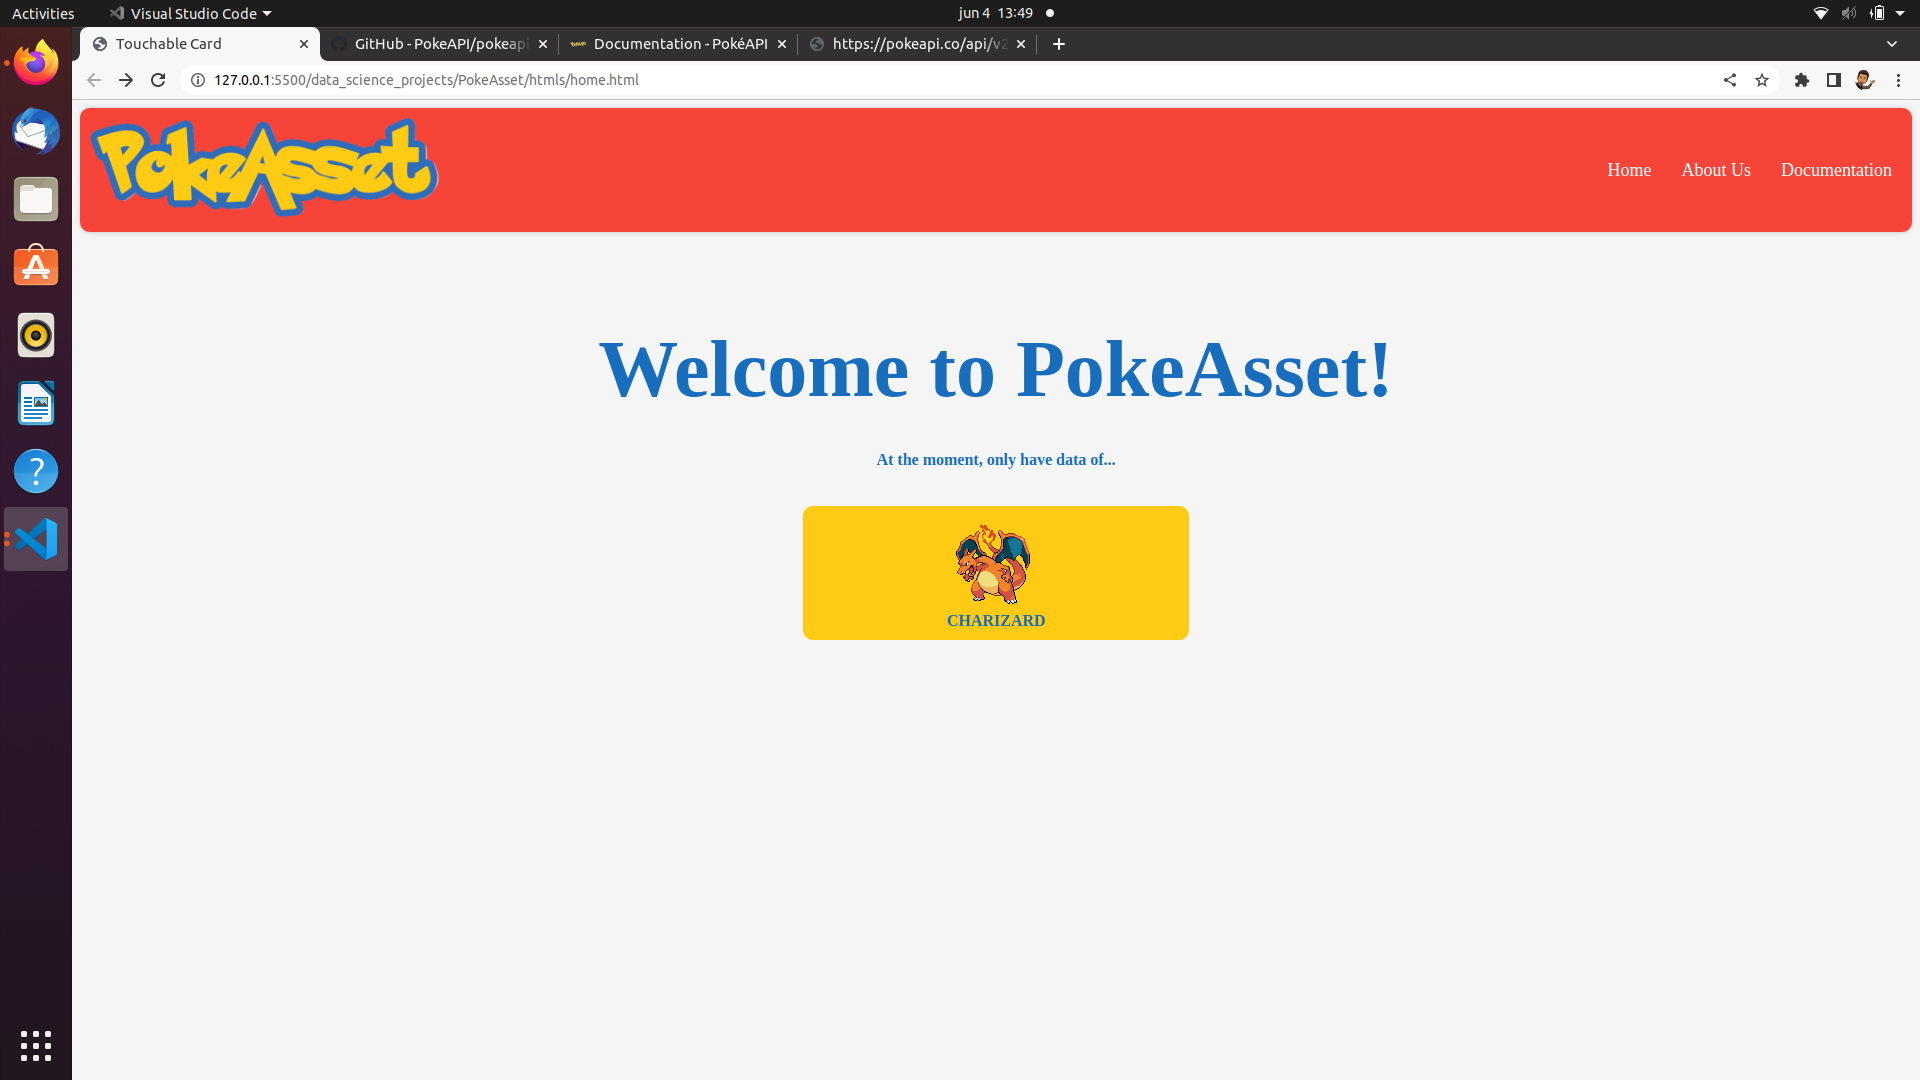 Activities
Visual Studio Code
jun 4 13:49
Touchable Card
GitHub - PokeAPI/pokeapi
Documentation - PokéAPI
https://pokeapi.co/api/v2
127.0.0.1:5500/data_science_projects/PokeAsset/htmls/home.html
PokeAsset
Home
About Us
Documentation
Welcome to PokeAsset!
At the moment, only have data of...
CHARIZARD